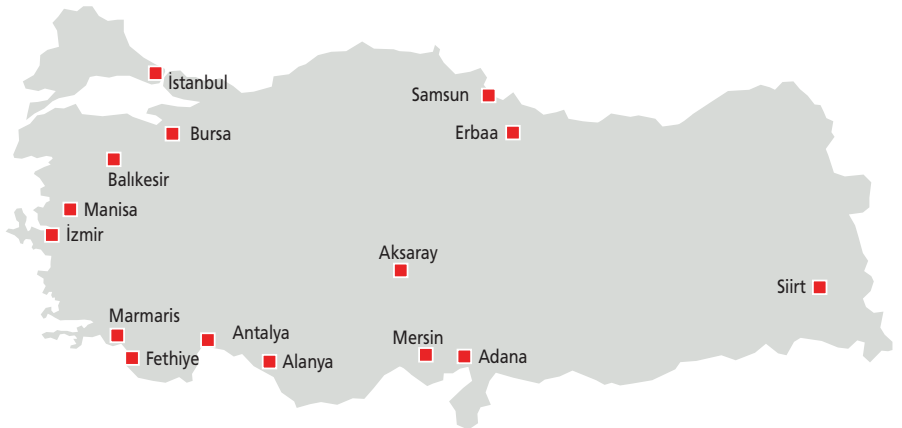 İstanbul
Samsun
Bursa
Erbaa
Balıkesir
Manisa
İzmir
Aksaray
Siirt
Marmaris
Antalya
Mersin
Fethiye
Alanya
Adana